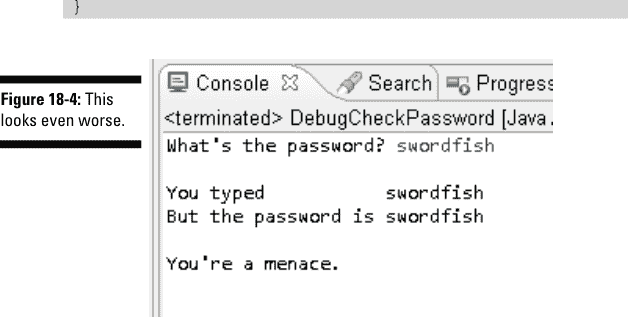 }
Console Search Progress
Figure 18-4: This
looks even worse.
<terminated> DebugCheckPassword [Java .
What's the password? swordfish
You typed            swordfish
But the password is swordfish
You're a menace.